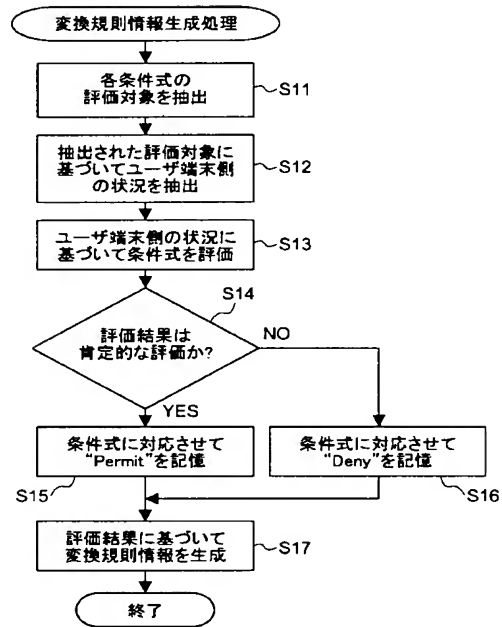 変換規則情報生成処理
各条件式の
評価対象を抽出
S11
抽出された評価対象に
基づいてユーザ端末側
の状況を抽出
S12
ユーザ端末側の状況に
基づいて条件式を評価
S13
S14
評価結果は
肯定的な評価か?
NO
YES
条件式に対応させて
“Permit”を記憶
S15
条件式に対応させて
“Deny”を記憶
S16
評価結果に基づいて
変換規則情報を生成
S17
終了